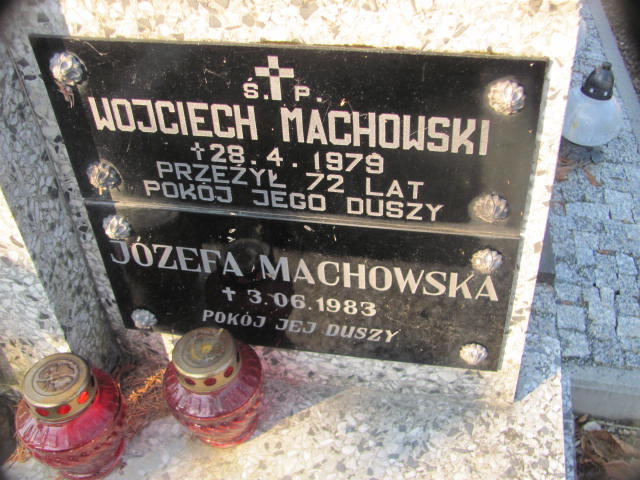 Ś. P.
WOJCIECH MACHOWSKI
✝28.4.1979
PRZEŻYŁ 72 LAT
POKÓJ JEGO DUSZY
JÓZEFA MACHOWSKA
✝3.06.1983
POKÓJ JEJ DUSZY